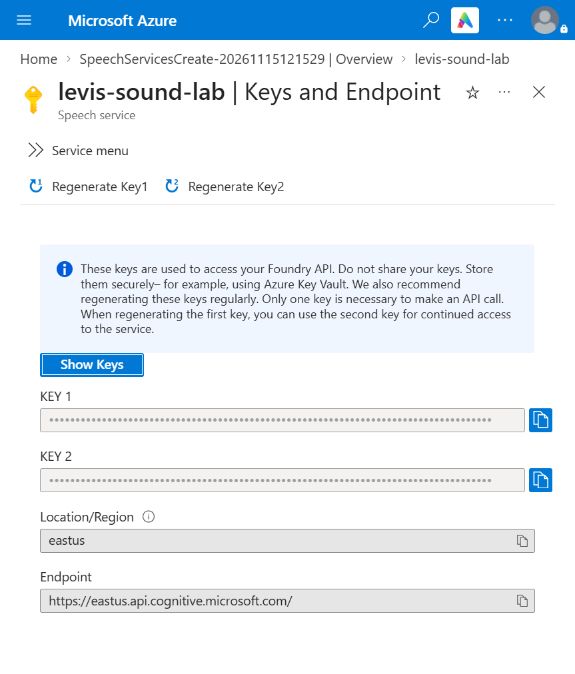 Microsoft Azure
Home > SpeechServicesCreate-20261115121529 | Overview > levis-sound-lab
levis-sound-lab | Keys and Endpoint
Speech service
Service menu
Regenerate Key1 Regenerate Key2
These keys are used to access your Foundry API. Do not share your keys. Store
them securely– for example, using Azure Key Vault. We also recommend
regenerating these keys regularly. Only one key is necessary to make an API call.
When regenerating the first key, you can use the second key for continued access
to the service.
Show Keys
KEY 1
KEY 2
Location/Region
eastus
Endpoint
https://eastus.api.cognitive.microsoft.com/